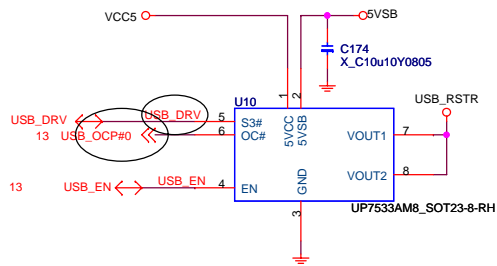 VCC5
5VSB
C174
X_C10u10Y0805
U10
1
2
5VCC
5VSB
USB_RSTR
USB_DRV
USB_DRV
5
S3#
13
USB_OCP#0
6
OC#
VOUT1
7
VOUT2
8
13
USB_EN
USB_EN
4
EN
GND
3
UP7533AM8_SOT23-8-RH